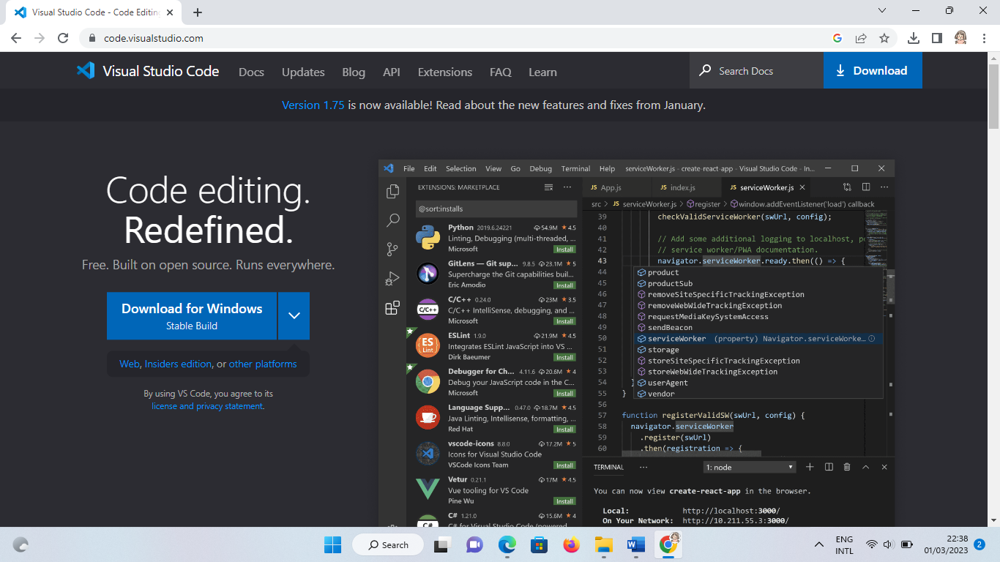 Visual Studio Code - Code Editing
code.visualstudio.com
Visual Studio Code Docs Updates Blog API Extensions FAQ Learn Search Docs Download
Version 1.75 is now available! Read about the new features and fixes from January.
Code editing.
Redefined.
Free. Built on open source. Runs everywhere.
Download for Windows
Stable Build
Web, Insiders edition, or other platforms
By using VS Code, you agree to its
license and privacy statement.
File Edit Selection View Go Debug Terminal Help serviceWorker.js - create-react-app - Visual Studio Code - In...
EXTENSIONS: MARKETPLACE
@sort:installs
Python 2019.6.24221 54.9M ★ 4.5
Linting, Debugging (multi-threaded, ...
Microsoft Install
GitLens — Git sup... 9.8.5 23.1M ★ 5
Supercharge the Git capabilities buil...
Eric Amodio Install
C/C++ 0.24.0 23M ★ 3.5
C/C++ IntelliSense, debugging, and ...
Microsoft Install
ESLint 1.9.0 21.9M ★ 4.5
Integrates ESLint JavaScript into VS ...
Dirk Baeumer Install
Debugger for Ch... 4.11.6 20.6M ★ 4
Debug your JavaScript code in the C...
Microsoft Install
Language Supp... 0.47.0 18.7M ★ 4.5
Java Linting, Intellisense, formatting, ...
Red Hat Install
vscode-icons 8.8.0 17.2M ★ 5
Icons for Visual Studio Code
VSCode Icons Team Install
Vetur 0.21.1 17M ★ 4.5
Vue tooling for VS Code
Pine Wu Install
C# 1.21.0 15.6M ★ 4
C# for Visual Studio Code (powered
C/C++
ES
Lint
C#
JS App.js JS index.js JS serviceWorker.js
src > JS serviceWorker.js > register > window.addEventListener('load') callback
39 checkValidServiceWorker(swUrl, config);
40
41 // Add some additional logging to localhost, po
42 // service worker/PWA documentation.
43 navigator.serviceWorker.ready.then(() => {
44 product
45 productSub
46 removeSiteSpecificTrackingException
47 removeWebWideTrackingException
48 requestMediaKeySystemAccess
49 sendBeacon
50 serviceWorker (property) Navigator.serviceWorke...
51 storage
52 storeSiteSpecificTrackingException
53 storeWebWideTrackingException
54 } userAgent
55 } vendor
56
57 function registerValidSW(swUrl, config) {
58 navigator.serviceWorker
59 .register(swUrl)
60 .then(registration => {
TERMINAL ... 1: node
You can now view create-react-app in the browser.
Local: http://localhost:3000/
On Your Network: http://10.211.55.3:3000/
Search
ENG
INTL
22:38
01/03/2023
2